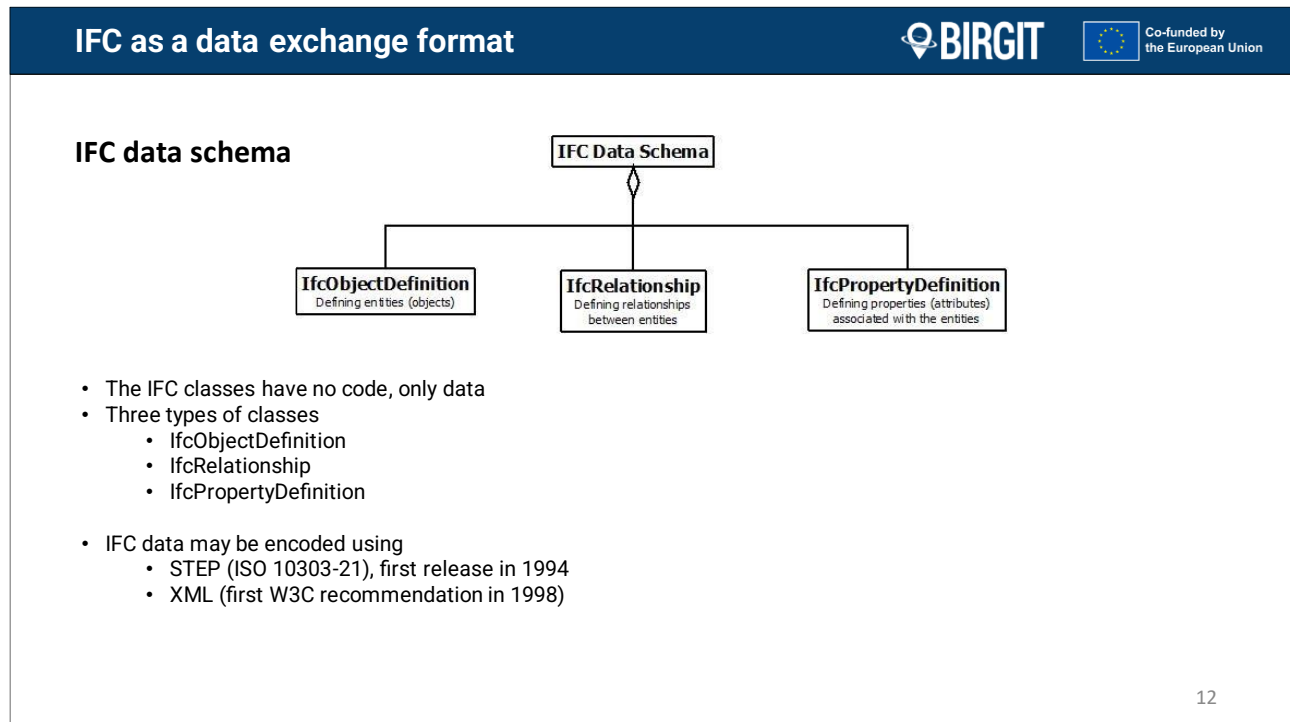 IFC as a data exchange format
BIRGIT
Co-funded by
the European Union
IFC data schema
IFC Data Schema
IfcObjectDefinition
Defining entities (objects)
IfcRelationship
Defining relationships
between entities
IfcPropertyDefinition
Defining properties (attributes)
associated with the entities
• The IFC classes have no code, only data
• Three types of classes
• IfcObjectDefinition
• IfcRelationship
• IfcPropertyDefinition
• IFC data may be encoded using
• STEP (ISO 10303-21), first release in 1994
• XML (first W3C recommendation in 1998)
12